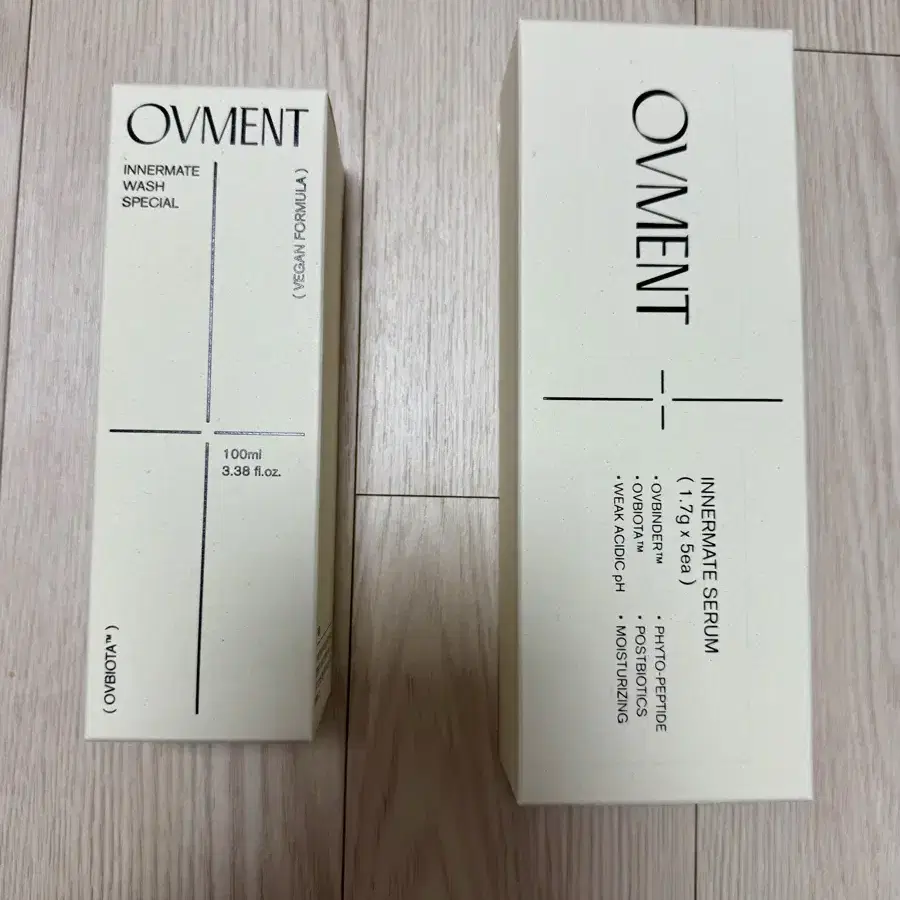 OVMENT
INNERMATE
WASH
SPECIAL
( VEGAN FORMULA )
100ml
3.38 fl.oz.
( OVBIOTA™ )
OVMENT
INNERMATE SERUM
( 1.7g x 5ea )
• OVBINDER™
• OVBIOTA™
• WEAK ACIDIC pH
• PHYTO-PEPTIDE
• POSTBIOTICS
• MOISTURIZING